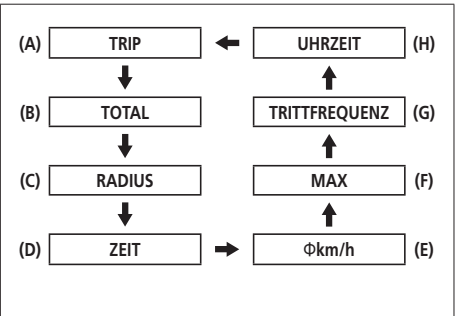 (A) TRIP UHRZEIT (H)
(B) TOTAL TRITTFREQUENZ (G)
(C) RADIUS MAX (F)
(D) ZEIT Φkm/h (E)